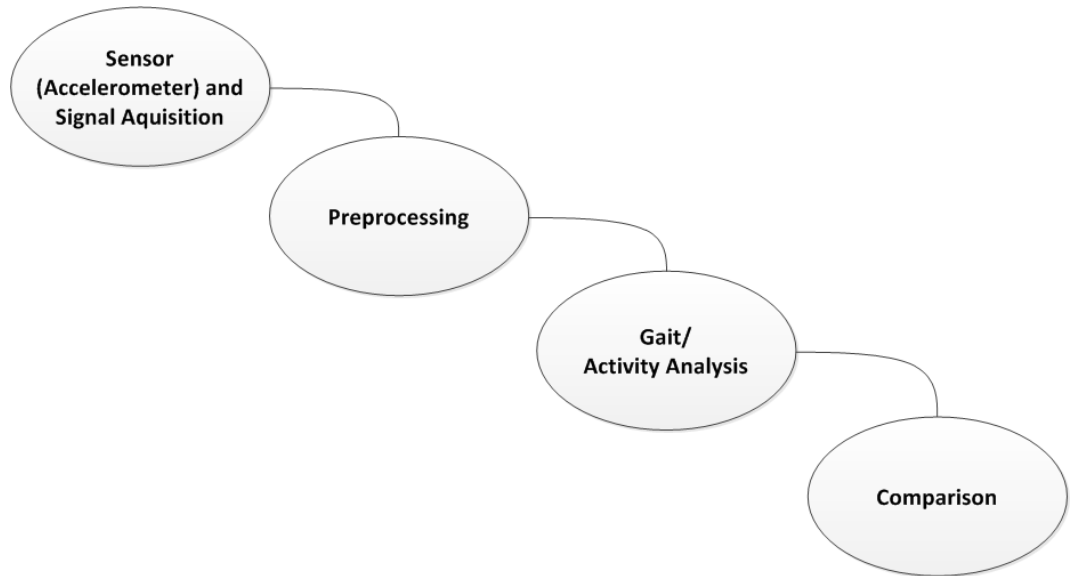 Sensor
(Accelerometer) and
Signal Aquisition
Preprocessing
Gait/
Activity Analysis
Comparison